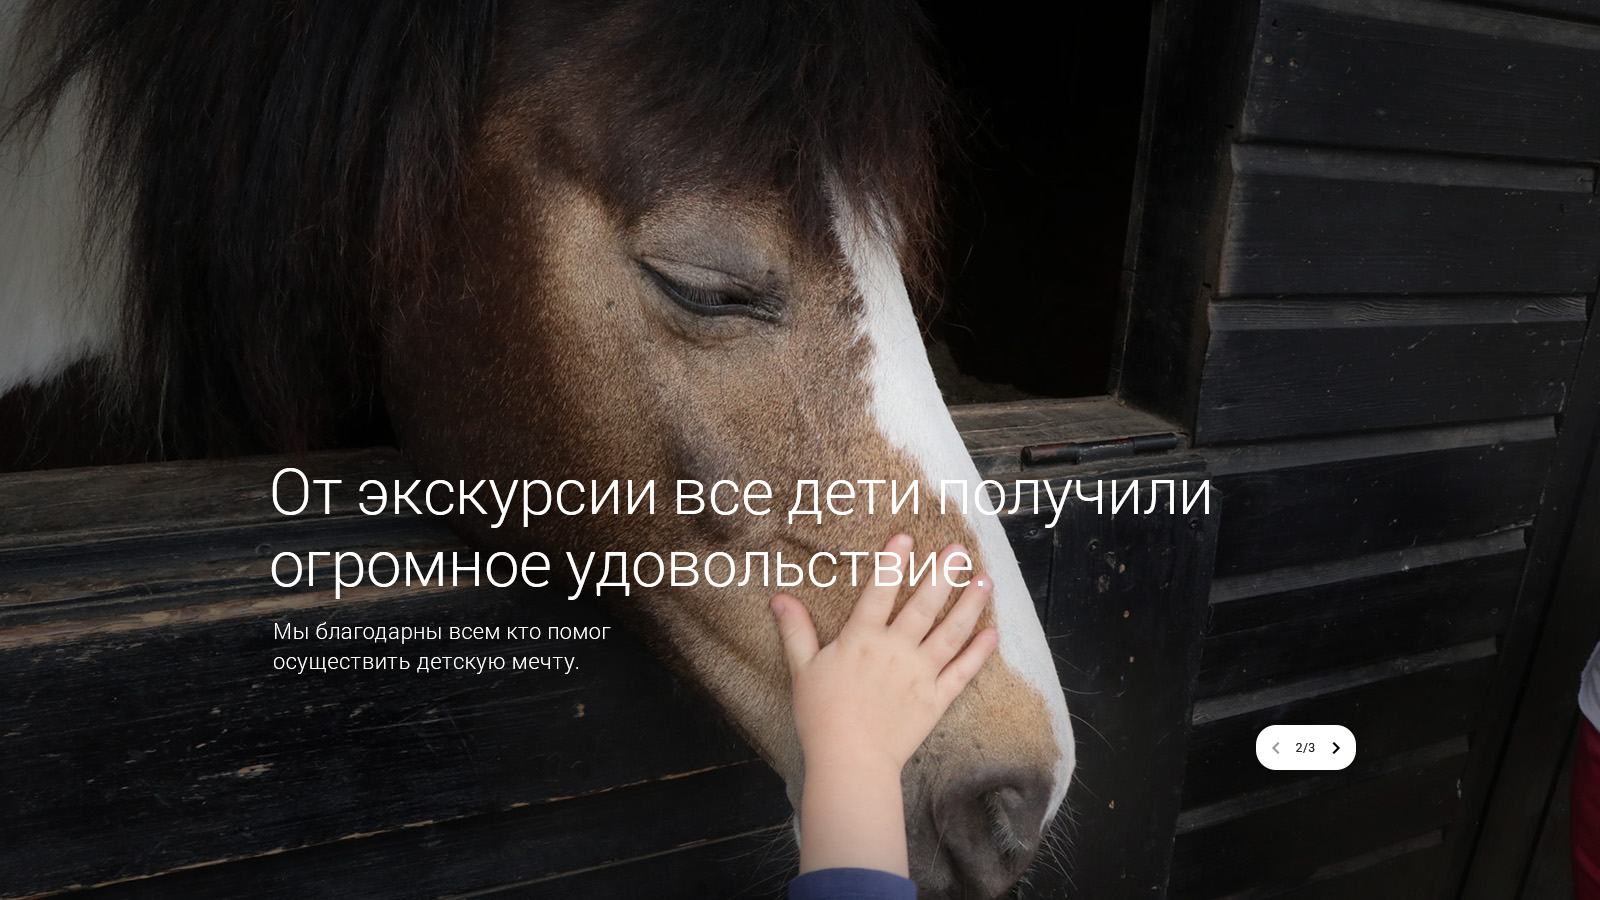 От экскурсии все дети получили
огромное удовольствие.
Мы благодарны всем кто помог
осуществить детскую мечту.
2/3